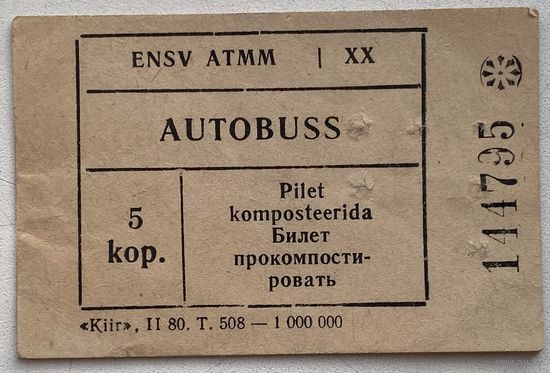 ENSV ATMM | XX
AUTOBUSS
5
kop.
Pilet
komposteerida
Билет
прокомпости-
ровать
«Kiir», II 80. T. 508 — 1 000 000
144795